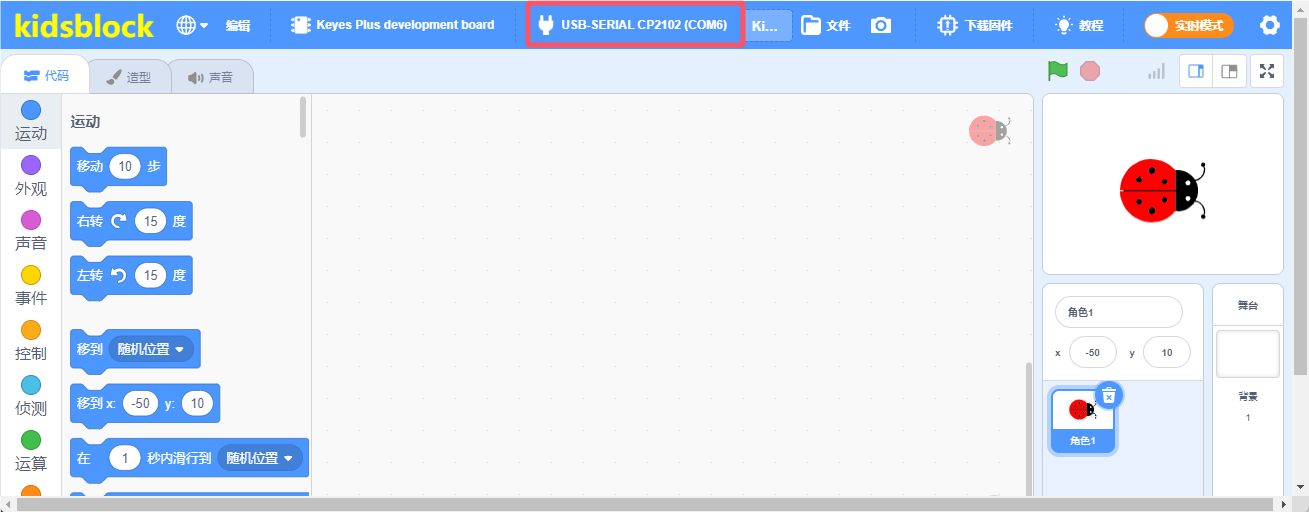 kidsblock 编辑 Keyes Plus development board USB-SERIAL CP2102 (COM6) Ki... 文件 下载固件 教程 实时模式
代码 造型 声音
运动
外观
声音
事件
控制
侦测
运算
运动
移动 10 步
右转 15 度
左转 15 度
移到 随机位置
移到 x: -50 y: 10
在 1 秒内滑行到 随机位置
角色1
x -50 y 10
角色1
舞台
背景
1